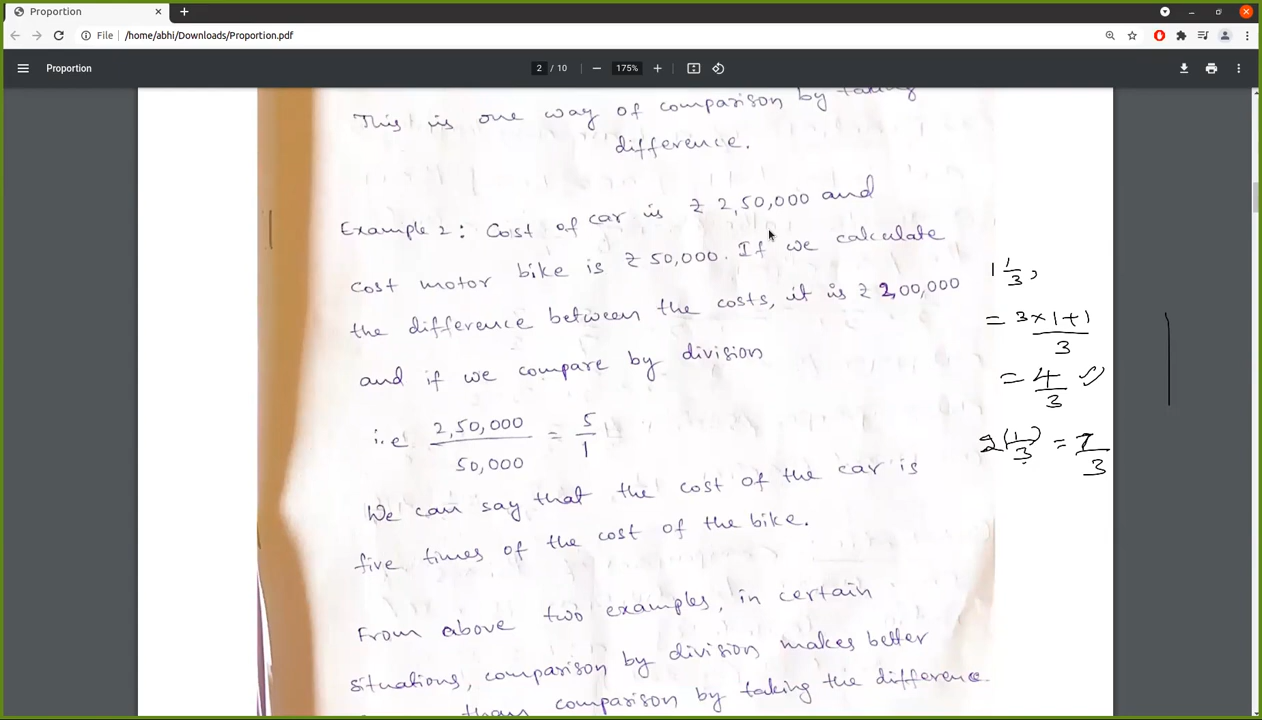 Proportion
File
/home/abhi/Downloads/Proportion.pdf
Proportion
2 / 10
175%
This is one way of comparison by taking
difference.
Example 2: Cost of car is ₹ 2,50,000 and
cost motor bike is ₹ 50,000. If we calculate
the difference between the costs, it is ₹ 2,00,000
and if we compare by division
i.e 2,50,000/50,000 = 5/1
We can say that the cost of the car is
five times of the cost of the bike.
From above two examples, in certain
situations, comparison by division makes better
than comparison by taking the difference.
1 1/3,
= 3×1+1/3
= 4/3
2(1/3) = 7/3